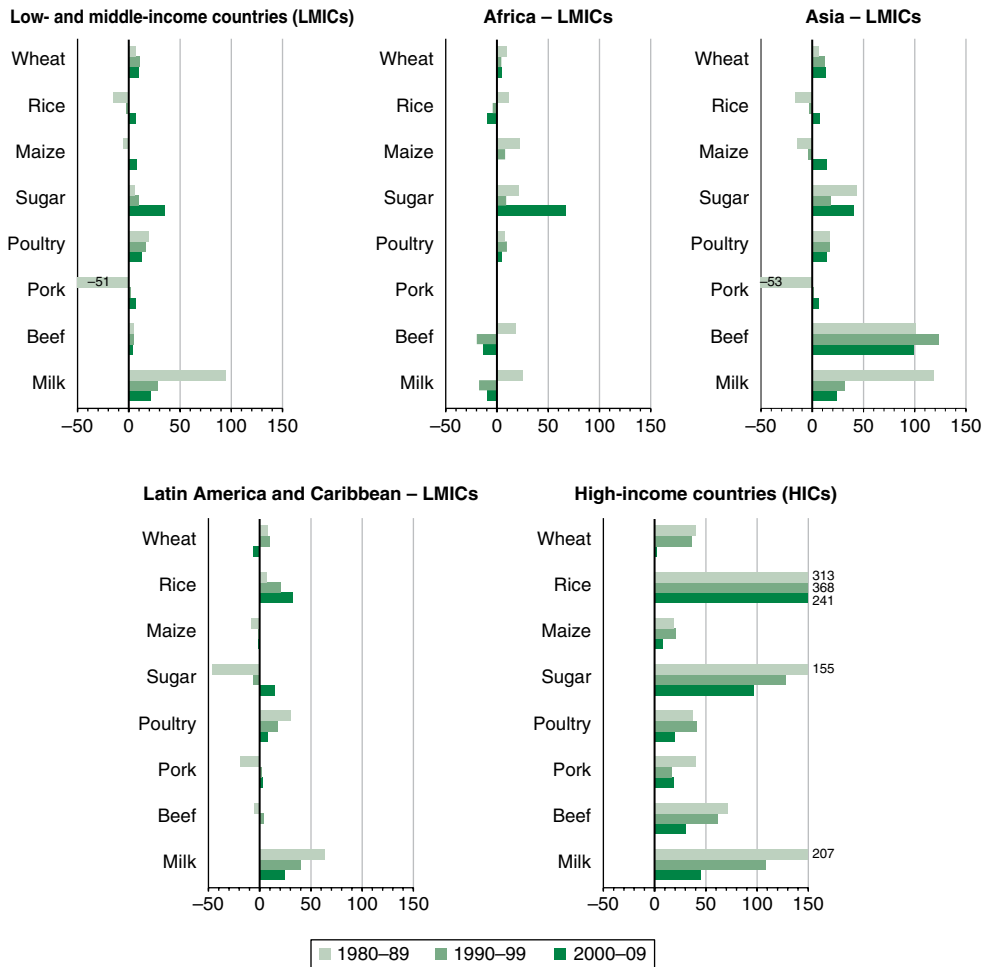 Low- and middle-income countries (LMICs)
Wheat
Rice
Maize
Sugar
Poultry
Pork
Beef
Milk
–51
–50 0 50 100 150
Africa – LMICs
Wheat
Rice
Maize
Sugar
Poultry
Pork
Beef
Milk
–50 0 50 100 150
Asia – LMICs
Wheat
Rice
Maize
Sugar
Poultry
Pork
Beef
Milk
–53
–50 0 50 100 150
Latin America and Caribbean – LMICs
Wheat
Rice
Maize
Sugar
Poultry
Pork
Beef
Milk
–50 0 50 100 150
High-income countries (HICs)
Wheat
Rice
Maize
Sugar
Poultry
Pork
Beef
Milk
313
368
241
155
207
–50 0 50 100 150
1980–89 1990–99 2000–09